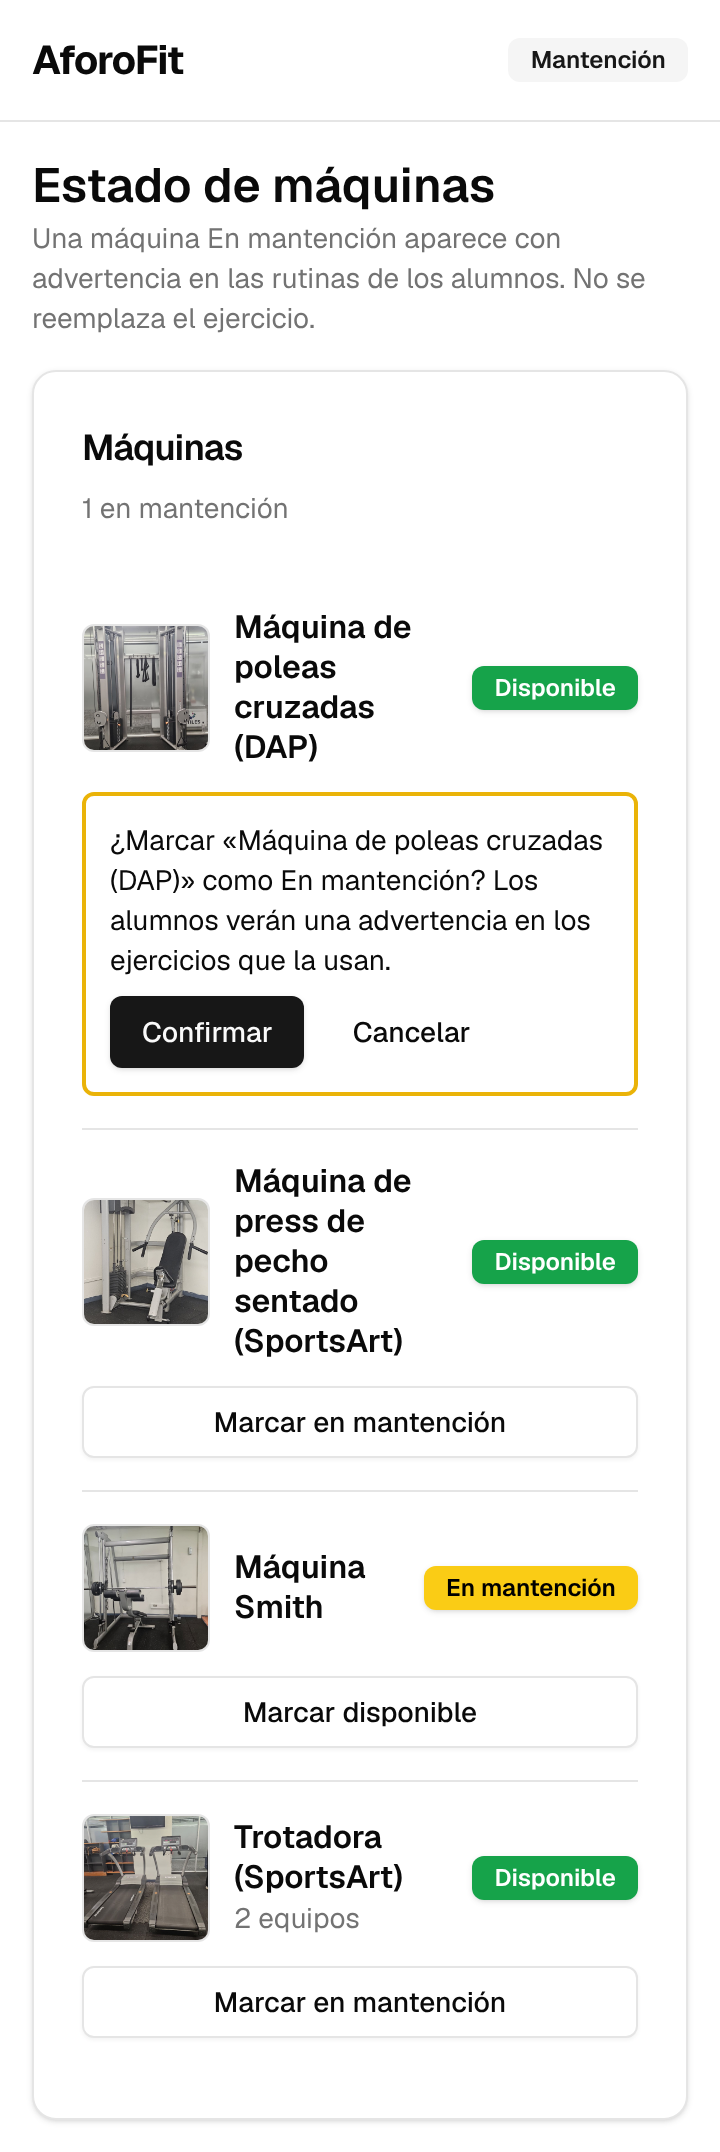 AforoFit
Mantención
Estado de máquinas
Una máquina En mantención aparece con
advertencia en las rutinas de los alumnos. No se
reemplaza el ejercicio.
Máquinas
1 en mantención
Máquina de
poleas
cruzadas
(DAP)
Disponible
¿Marcar «Máquina de poleas cruzadas
(DAP)» como En mantención? Los
alumnos verán una advertencia en los
ejercicios que la usan.
Confirmar
Cancelar
Máquina de
press de
pecho
sentado
(SportsArt)
Disponible
Marcar en mantención
Máquina
Smith
En mantención
Marcar disponible
Trotadora
(SportsArt)
2 equipos
Disponible
Marcar en mantención